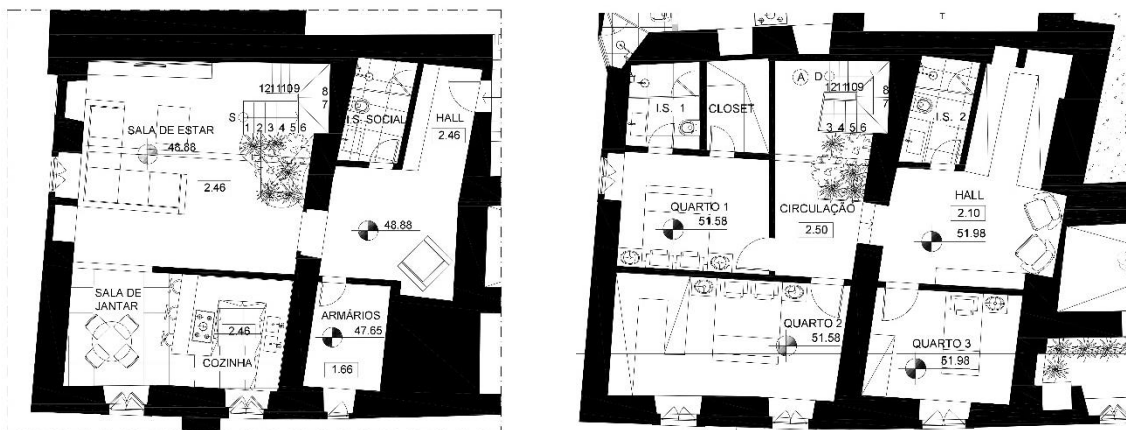 12 11 10 9
8
7
S
1 2 3 4 5 6
SALA DE ESTAR
48.88
2.46
I.S. SOCIAL
HALL
2.46
48.88
SALA DE
JANTAR
2.46
COZINHA
ARMÁRIOS
47.65
1.66
T
A D
12 11 10 9
8
7
3 4 5 6
I.S. 1
CLOSET
I.S. 2
QUARTO 1
51.58
CIRCULAÇÃO
2.50
HALL
2.10
51.98
QUARTO 2
51.58
QUARTO 3
51.98